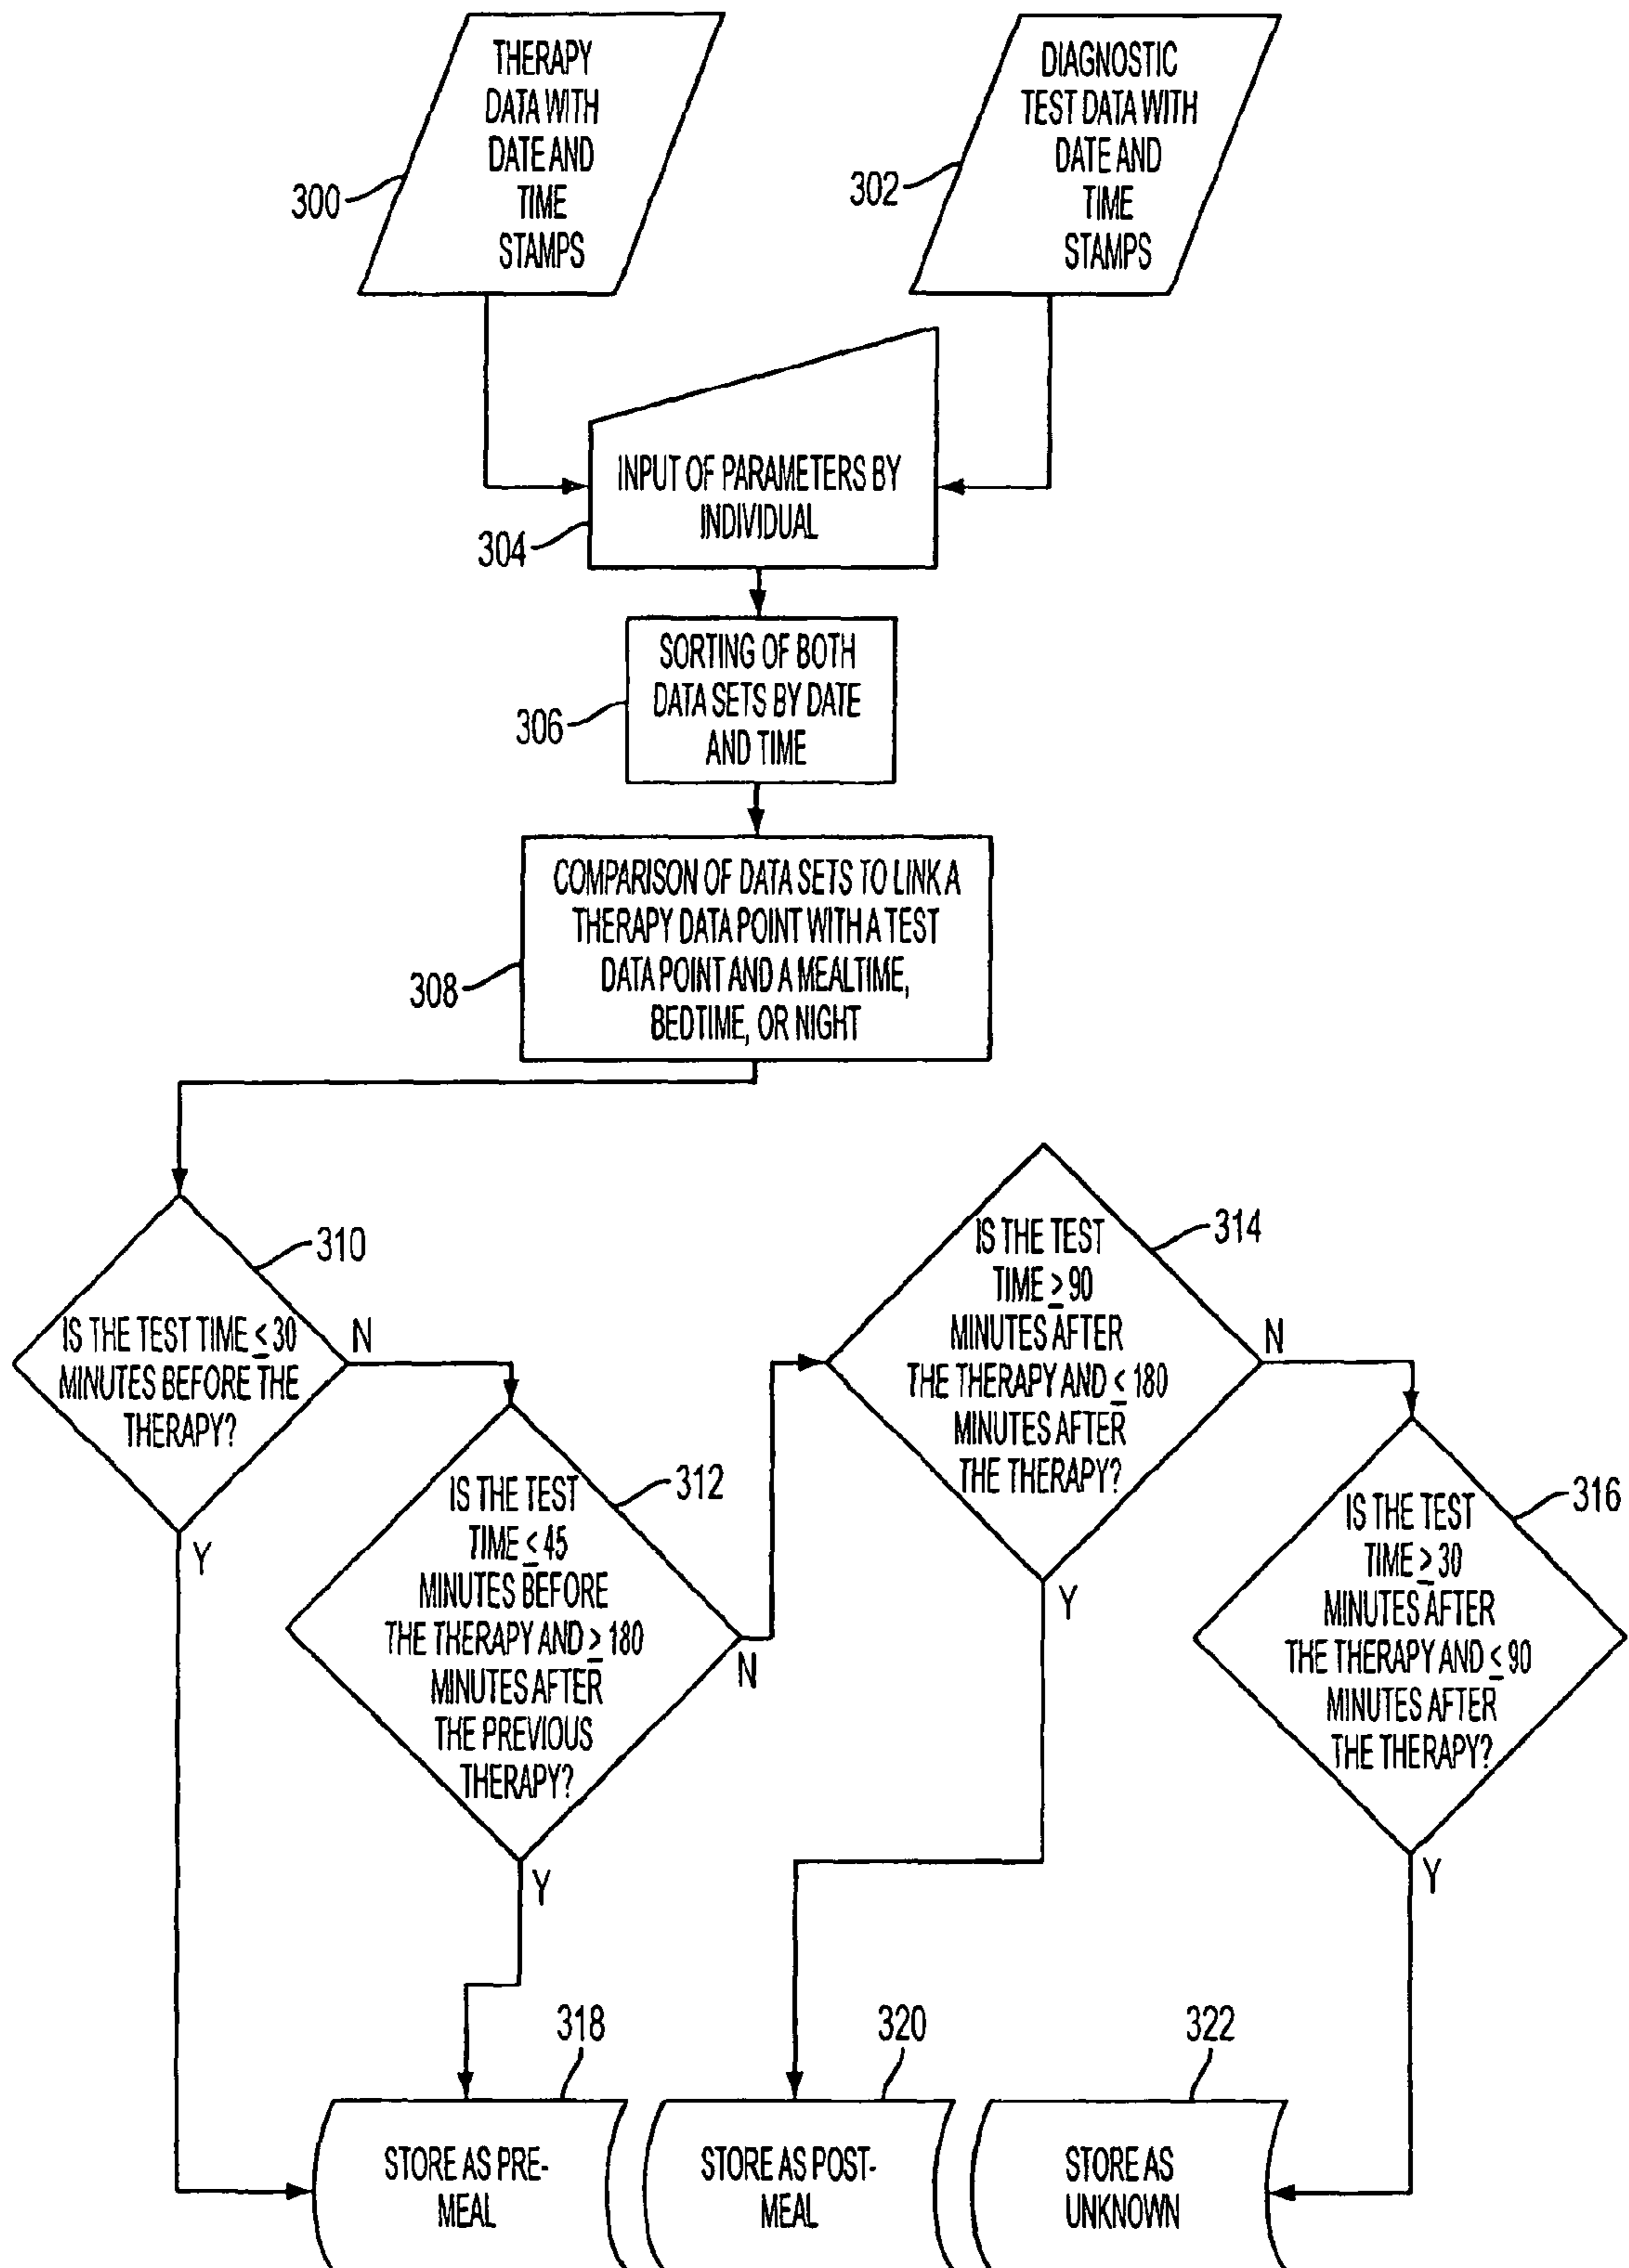 THERAPY
DATA WITH
DATE AND
TIME
STAMPS
300
DIAGNOSTIC
TEST DATA WITH
DATE AND
TIME
STAMPS
302
INPUT OF PARAMETERS BY
INDIVIDUAL
304
SORTING OF BOTH
DATA SETS BY DATE
AND TIME
306
COMPARISON OF DATA SETS TO LINK A
THERAPY DATA POINT WITH A TEST
DATA POINT AND A MEALTIME,
BEDTIME, OR NIGHT
308
310
IS THE TEST TIME ≤ 30
MINUTES BEFORE THE
THERAPY?
N
Y
312
IS THE TEST
TIME ≤ 45
MINUTES BEFORE
THE THERAPY AND ≥ 180
MINUTES AFTER
THE PREVIOUS
THERAPY?
N
Y
314
IS THE TEST
TIME ≥ 90
MINUTES AFTER
THE THERAPY AND ≤ 180
MINUTES AFTER
THE THERAPY?
N
Y
316
IS THE TEST
TIME ≥ 30
MINUTES AFTER
THE THERAPY AND ≤ 90
MINUTES AFTER
THE THERAPY?
Y
318
STORE AS PRE-
MEAL
320
STORE AS POST-
MEAL
322
STORE AS
UNKNOWN